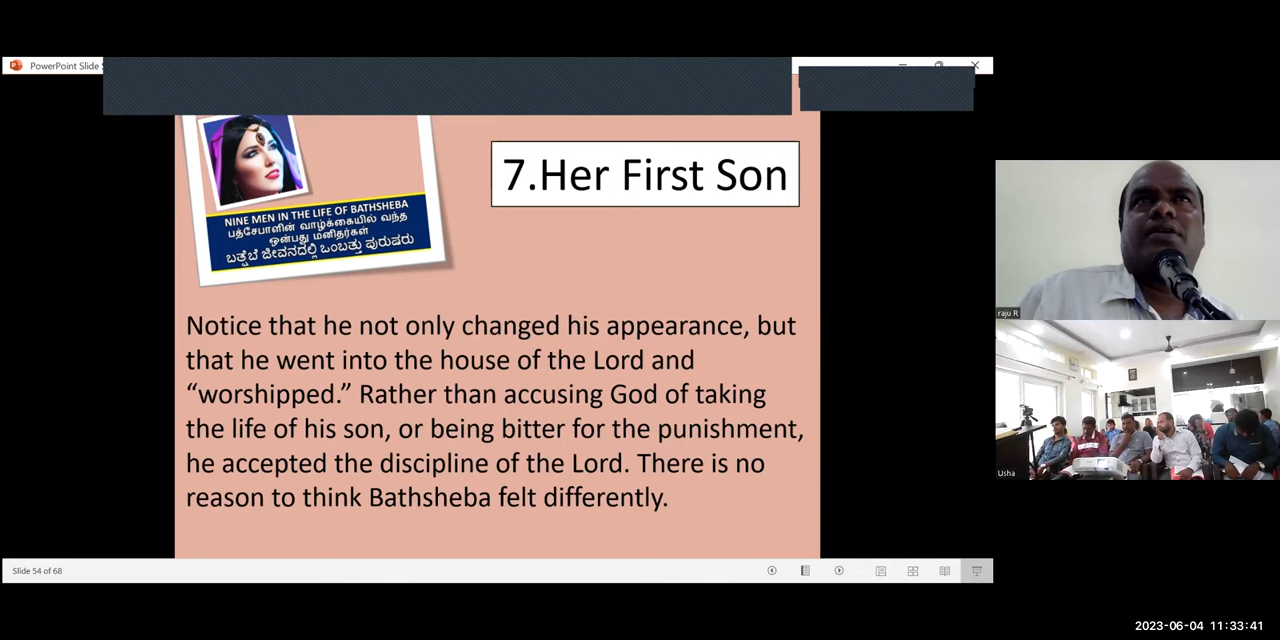 PowerPoint Slide S
7.Her First Son
NINE MEN IN THE LIFE OF BATHSHEBA
பத்சேபாளின் வாழ்க்கையில் வந்த
ஒன்பது மனிதர்கள்
ಬತ್ಷೆಬೆ ಜೀವನದಲ್ಲಿ ಒಂಬತ್ತು ಪುರುಷರು
Notice that he not only changed his appearance, but
that he went into the house of the Lord and
“worshipped.” Rather than accusing God of taking
the life of his son, or being bitter for the punishment,
he accepted the discipline of the Lord. There is no
reason to think Bathsheba felt differently.
raju R
Usha
Slide 54 of 68
2023-06-04 11:33:41